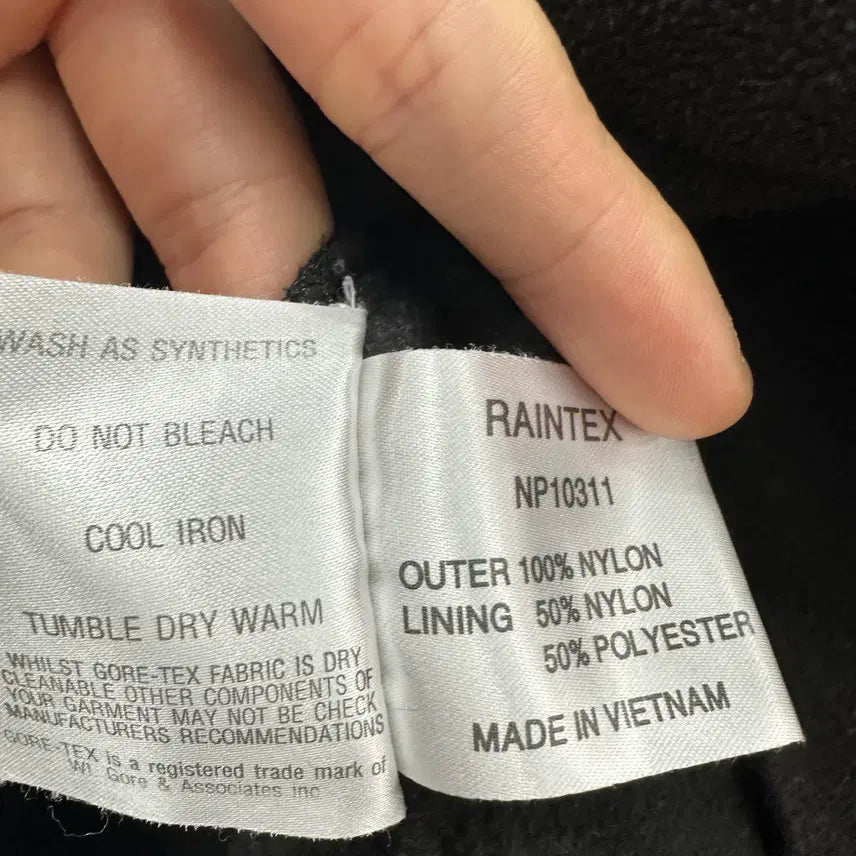 WASH AS SYNTHETICS
DO NOT BLEACH
COOL IRON
TUMBLE DRY WARM
WHILST GORE-TEX FABRIC IS DRY
CLEANABLE OTHER COMPONENTS OF
YOUR GARMENT MAY NOT BE CHECK
MANUFACTURERS RECOMMENDATIONS
GORE-TEX is a registered trade mark of
WL Gore & Associates inc
RAINTEX
NP10311
OUTER 100% NYLON
LINING 50% NYLON
50% POLYESTER
MADE IN VIETNAM